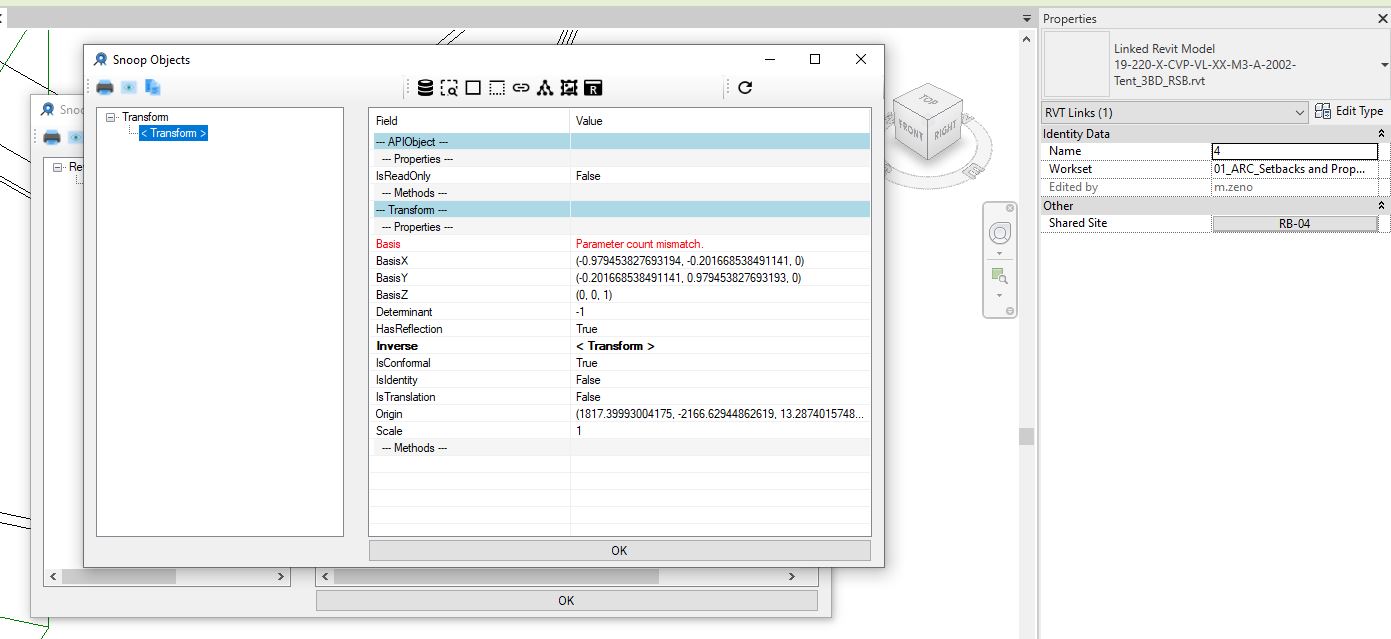 Properties
Snoop Objects
Linked Revit Model
19-220-X-CVP-VL-XX-M3-A-2002-
Tent_3BD_RSB.rvt
Snoo
Transform
< Transform >
Re
Field Value
--- APIObject ---
--- Properties ---
IsReadOnly False
--- Methods ---
--- Transform ---
--- Properties ---
Basis Parameter count mismatch.
BasisX (-0.979453827693194, -0.201668538491141, 0)
BasisY (-0.201668538491141, 0.979453827693193, 0)
BasisZ (0, 0, 1)
Determinant -1
HasReflection True
Inverse < Transform >
IsConformal True
IsIdentity False
IsTranslation False
Origin (1817.39993004175, -2166.62944862619, 13.2874015748...
Scale 1
--- Methods ---
OK
OK
TOP
FRONT RIGHT
RVT Links (1) Edit Type
Identity Data
Name 4
Workset 01_ARC_Setbacks and Prop...
Edited by m.zeno
Other
Shared Site RB-04